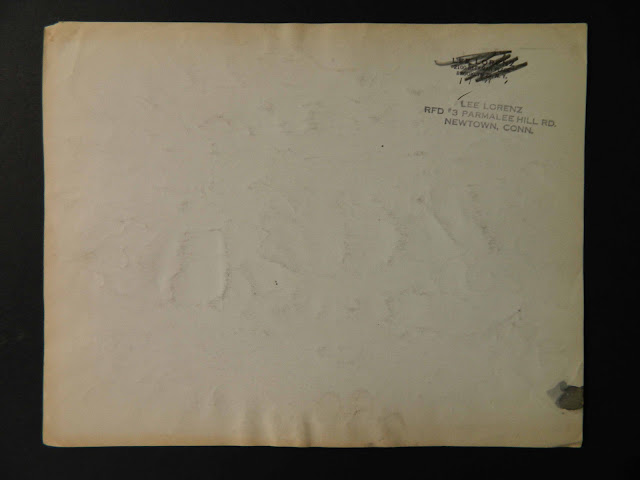 LEE LORENZ
RFD #3 PARMALEE HILL RD.
NEWTOWN, CONN.